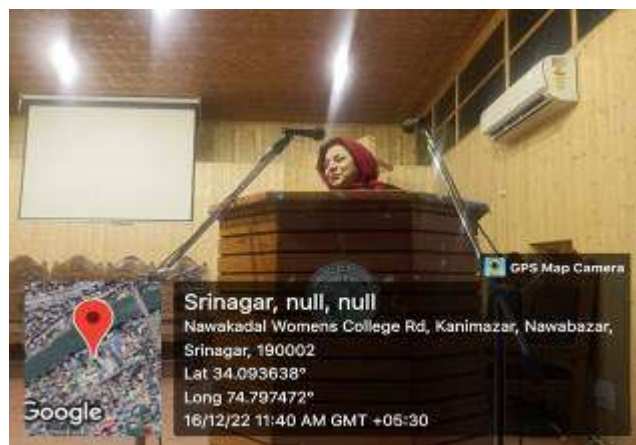 GPS Map Camera
Srinagar, null, null
Nawakadal Womens College Rd, Kanimazar, Nawabazar,
Srinagar, 190002
Lat 34.093638°
Long 74.797472°
16/12/22 11:40 AM GMT +05:30
Google